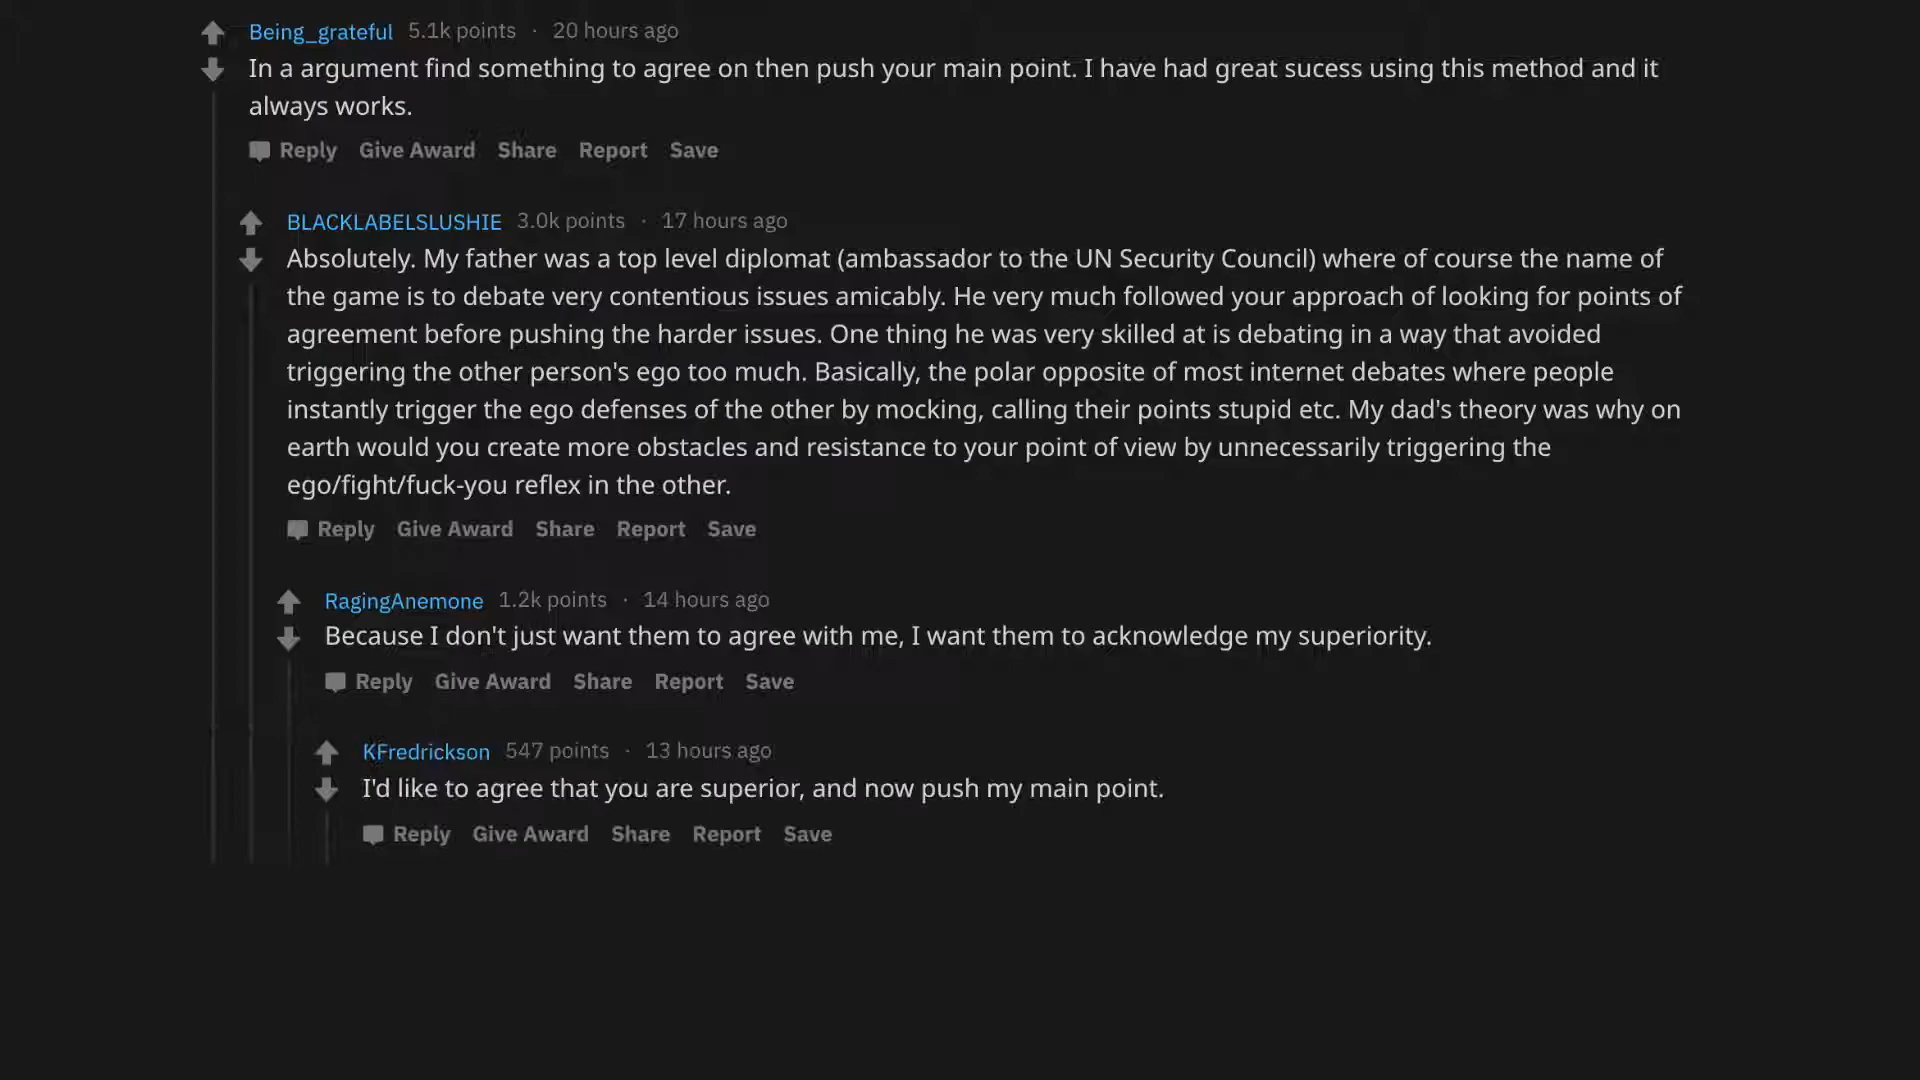 Being_grateful 5.1k points · 20 hours ago
In a argument find something to agree on then push your main point. I have had great sucess using this method and it
always works.
Reply Give Award Share Report Save
BLACKLABELSLUSHIE 3.0k points · 17 hours ago
Absolutely. My father was a top level diplomat (ambassador to the UN Security Council) where of course the name of
the game is to debate very contentious issues amicably. He very much followed your approach of looking for points of
agreement before pushing the harder issues. One thing he was very skilled at is debating in a way that avoided
triggering the other person's ego too much. Basically, the polar opposite of most internet debates where people
instantly trigger the ego defenses of the other by mocking, calling their points stupid etc. My dad's theory was why on
earth would you create more obstacles and resistance to your point of view by unnecessarily triggering the
ego/fight/fuck-you reflex in the other.
Reply Give Award Share Report Save
RagingAnemone 1.2k points · 14 hours ago
Because I don't just want them to agree with me, I want them to acknowledge my superiority.
Reply Give Award Share Report Save
KFredrickson 547 points · 13 hours ago
I'd like to agree that you are superior, and now push my main point.
Reply Give Award Share Report Save